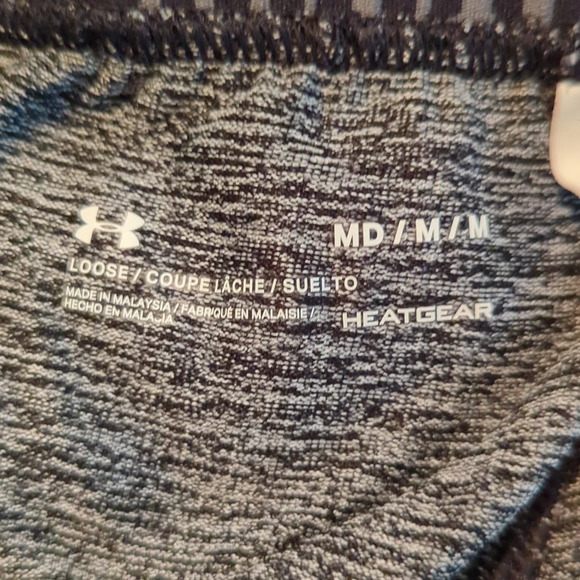 MD / M / M
LOOSE / COUPE LÂCHE / SUELTO
MADE IN MALAYSIA / FABRIQUÉ EN MALAISIE /
HECHO EN MALASIA
HEATGEAR